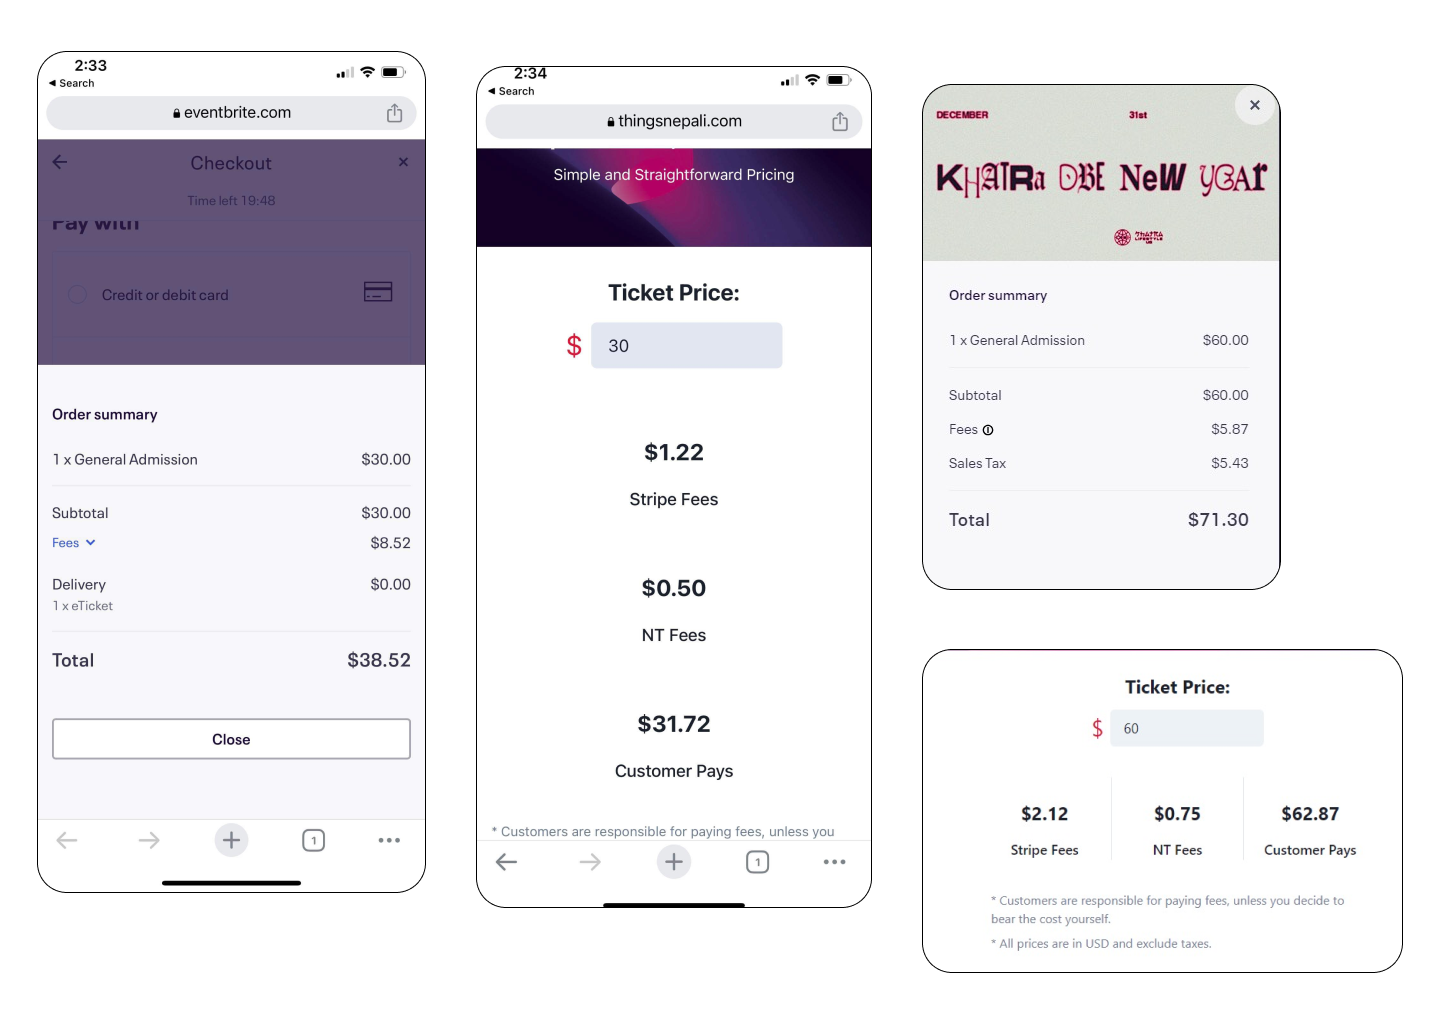 2:33
◀ Search
eventbrite.com
Checkout
Time left 19:48
Pay with
Credit or debit card
Order summary
1 x General Admission $30.00
Subtotal $30.00
Fees $8.52
Delivery $0.00
1 x eTicket
Total $38.52
Close
1
2:34
◀ Search
thingsnepali.com
Simple and Straightforward Pricing
Ticket Price:
$ 30
$1.22
Stripe Fees
$0.50
NT Fees
$31.72
Customer Pays
* Customers are responsible for paying fees, unless you
1
DECEMBER 31st
KHATRa DBE NeW YEAr
KHATRA
LIFESTYLE
Order summary
1 x General Admission $60.00
Subtotal $60.00
Fees $5.87
Sales Tax $5.43
Total $71.30
Ticket Price:
$ 60
$2.12 $0.75 $62.87
Stripe Fees NT Fees Customer Pays
* Customers are responsible for paying fees, unless you decide to
bear the cost yourself.
* All prices are in USD and exclude taxes.